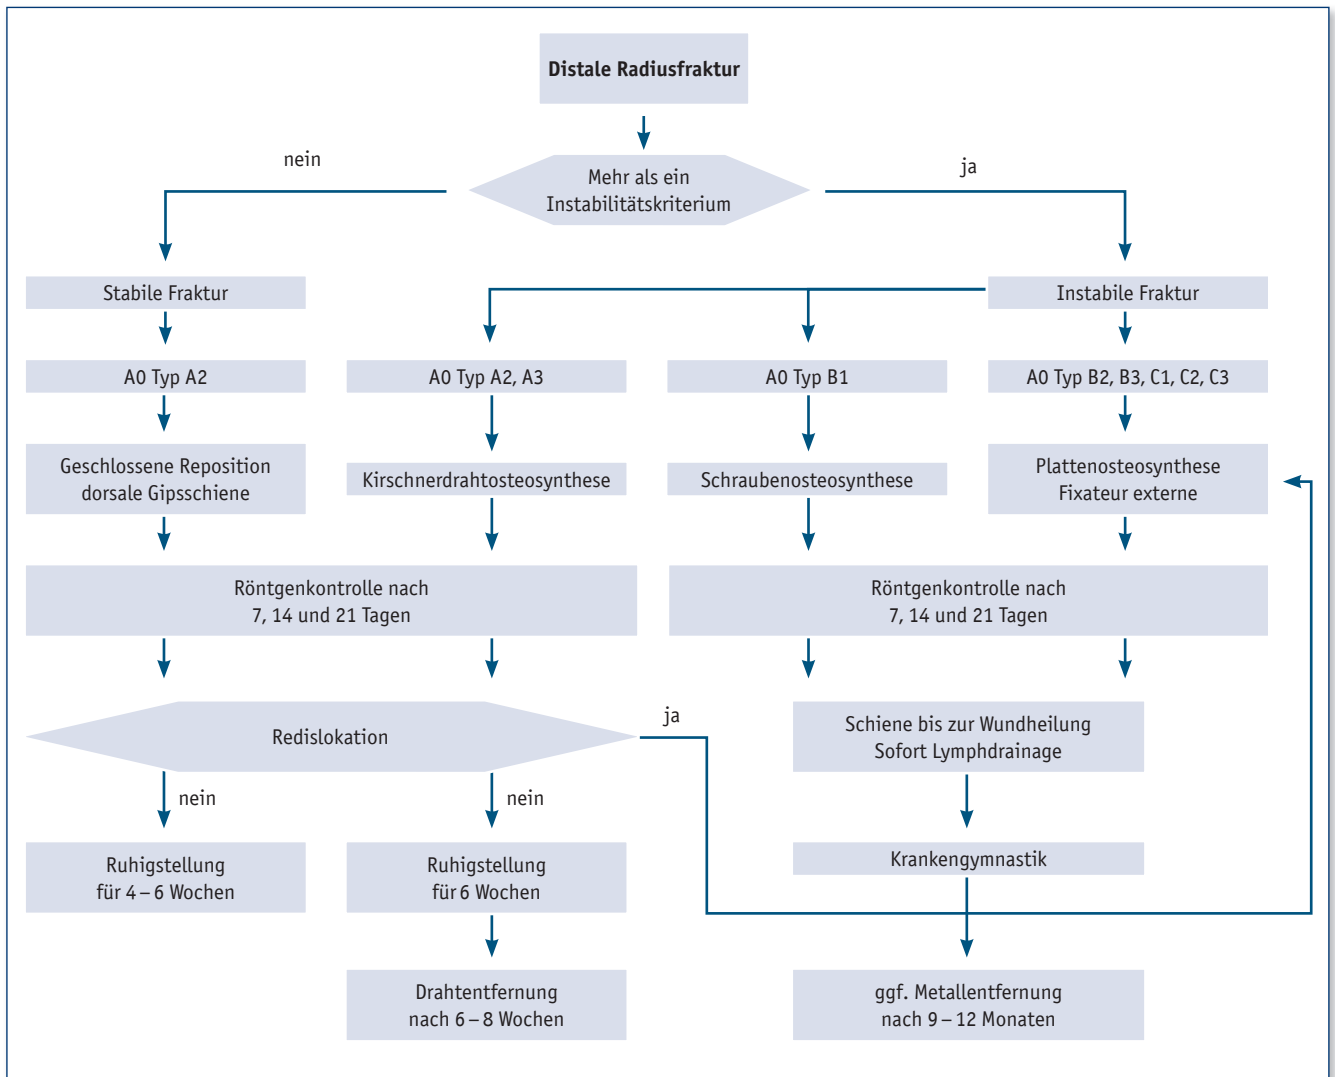 Distale Radiusfraktur
nein
ja
Mehr als ein
Instabilitätskriterium
Stabile Fraktur
Instabile Fraktur
AO Typ A2
AO Typ A2, A3
AO Typ B1
AO Typ B2, B3, C1, C2, C3
Geschlossene Reposition
dorsale Gipsschiene
Kirschnerdrahtosteosynthese
Schraubenosteosynthese
Plattenosteosynthese
Fixateur externe
Röntgenkontrolle nach
7, 14 und 21 Tagen
Röntgenkontrolle nach
7, 14 und 21 Tagen
Redislokation
ja
Schiene bis zur Wundheilung
Sofort Lymphdrainage
nein
nein
Ruhigstellung
für 4 – 6 Wochen
Ruhigstellung
für 6 Wochen
Krankengymnastik
Drahtentfernung
nach 6 – 8 Wochen
ggf. Metallentfernung
nach 9 – 12 Monaten